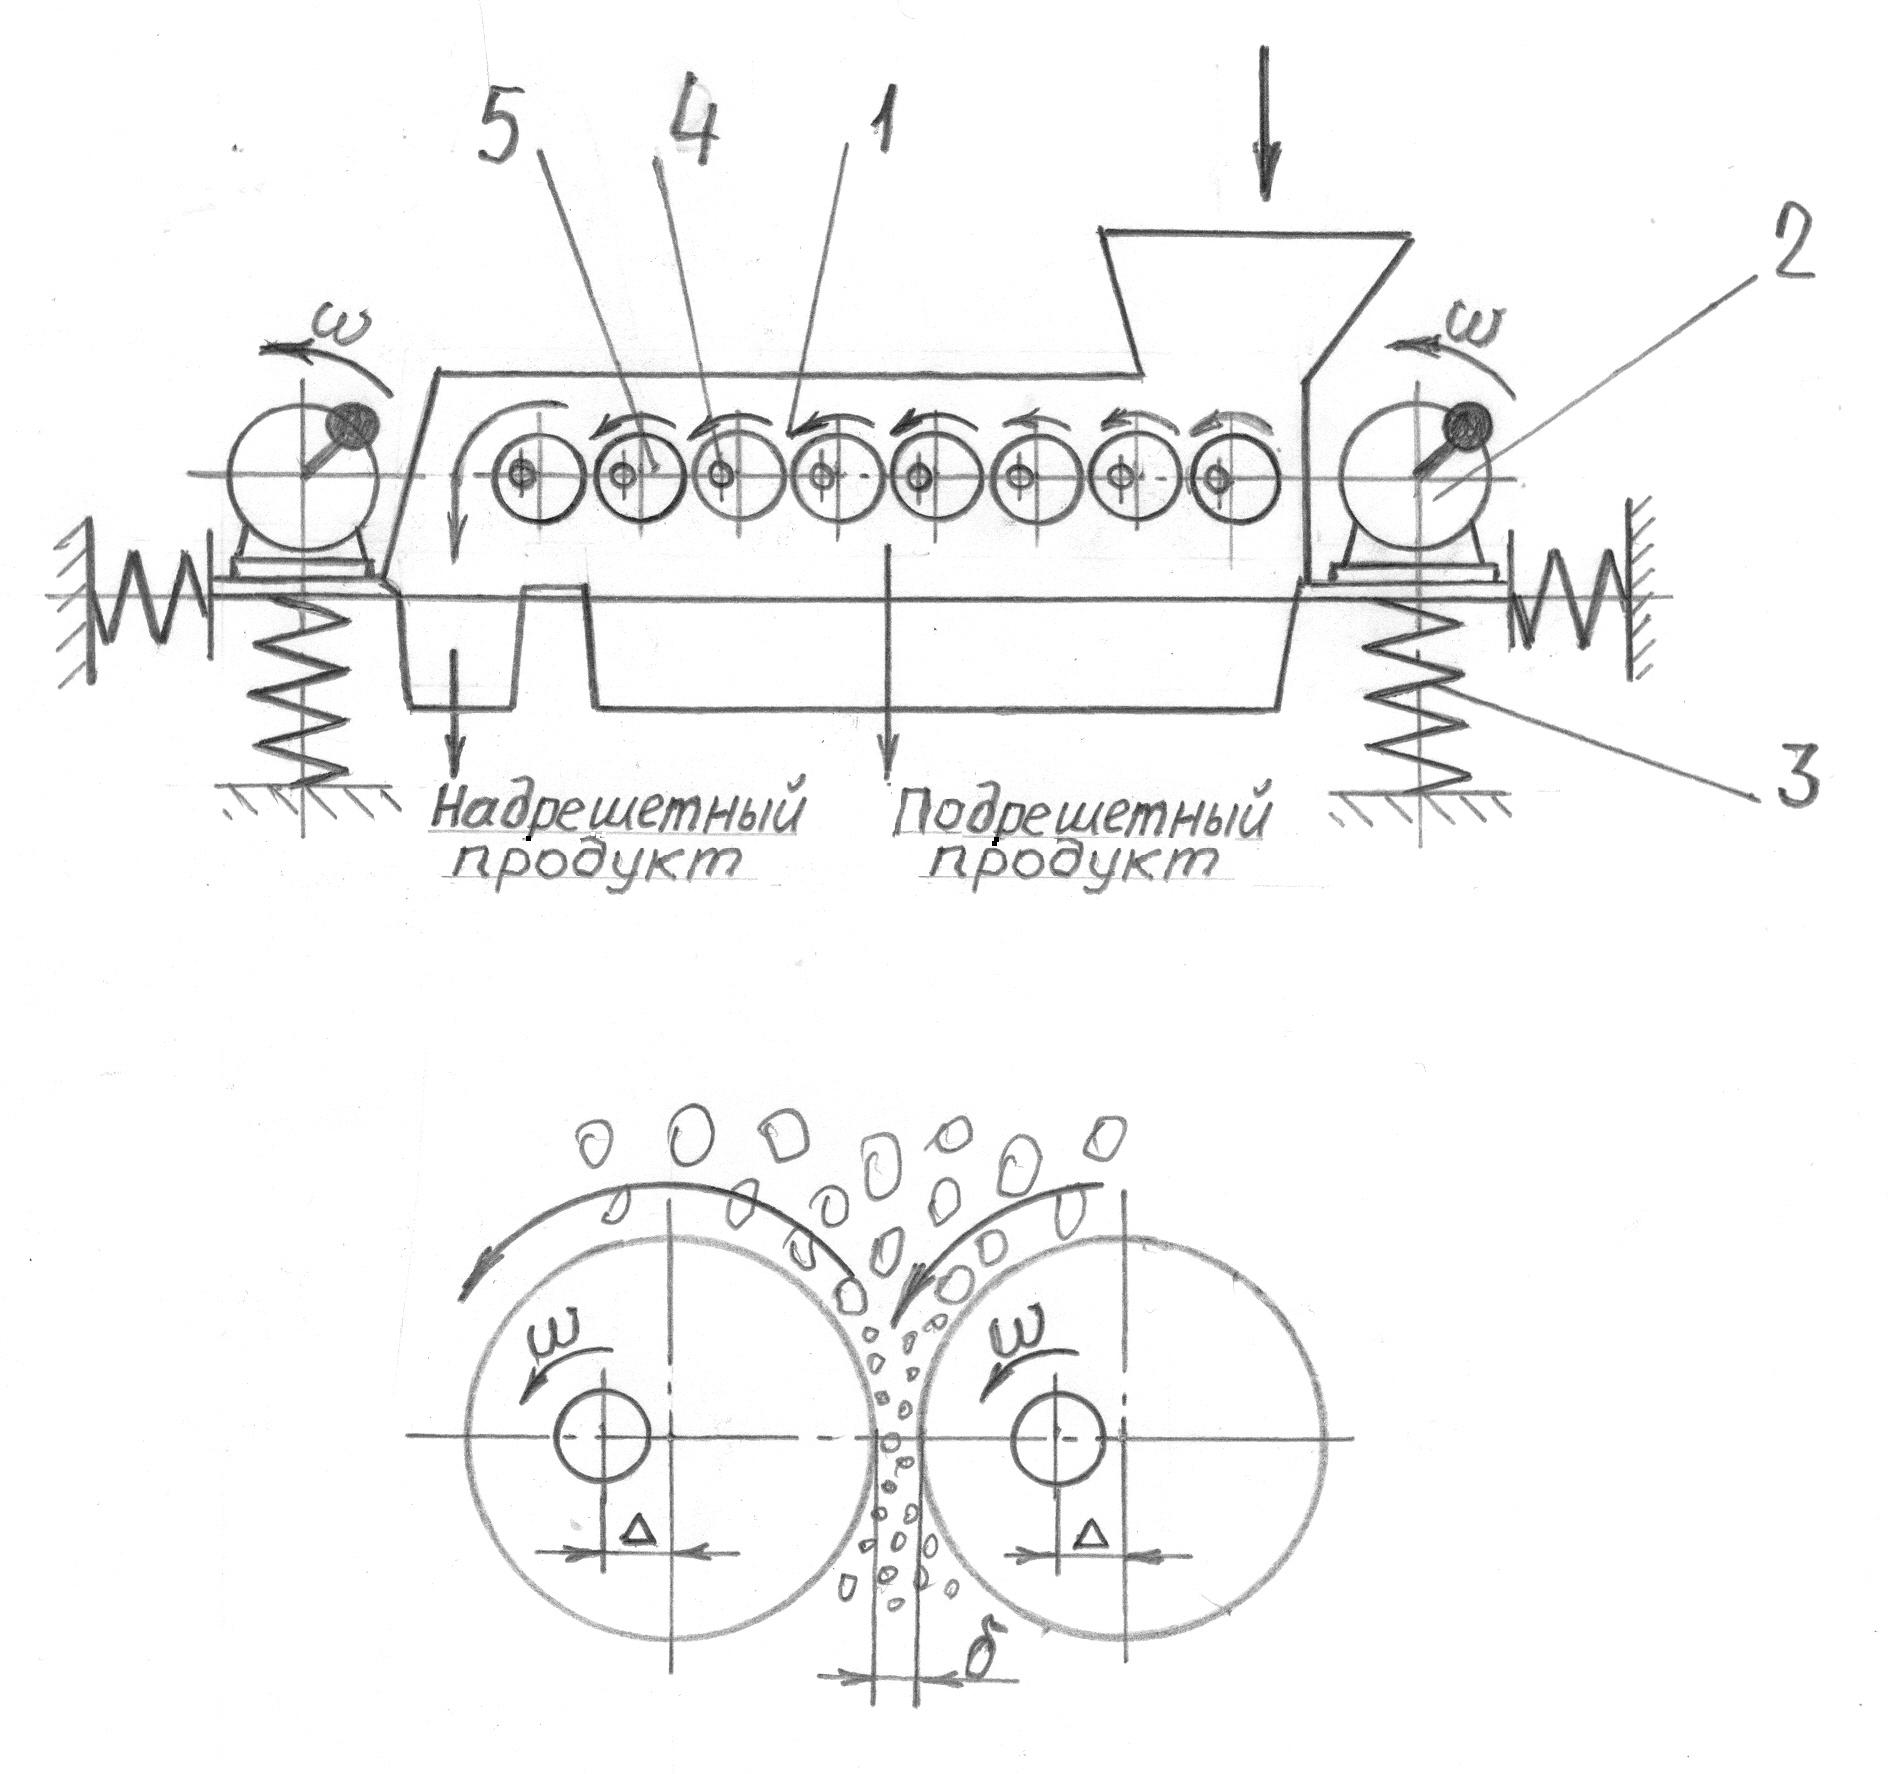 5 4 1
2
ω ω
3
Надрешетный Подрешетный
продукт продукт
ω ω
Δ Δ
δ